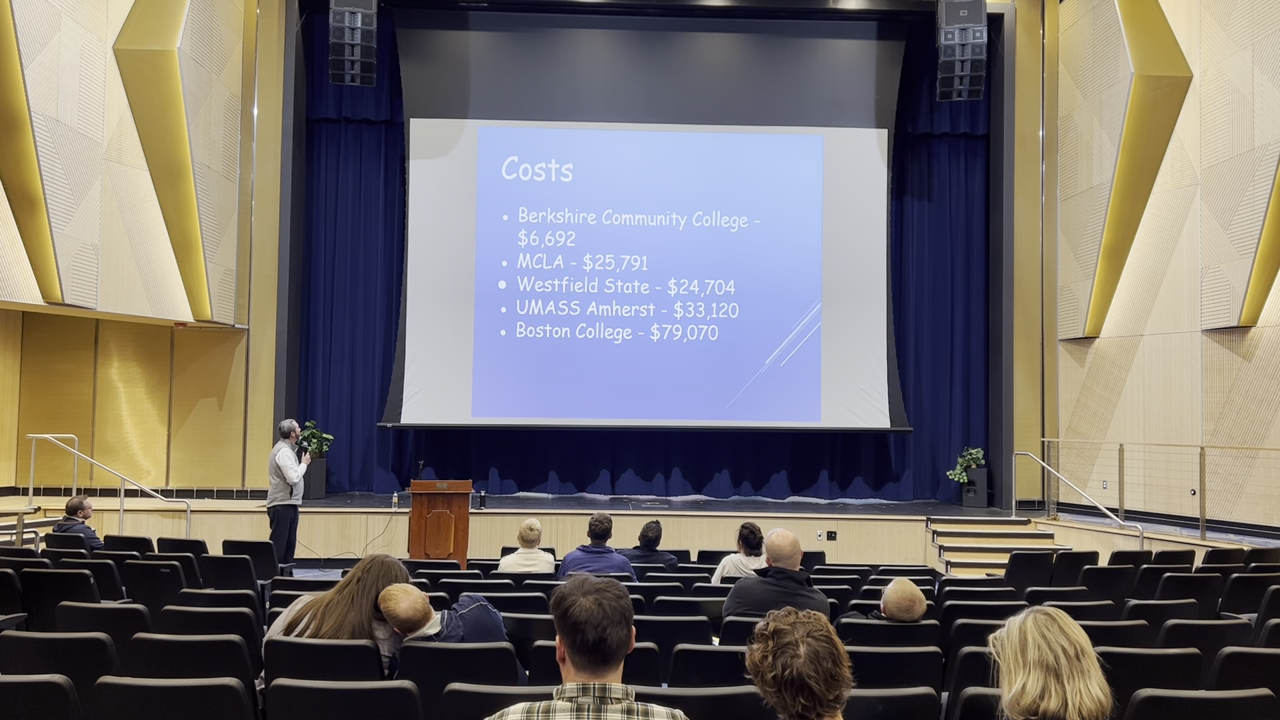 Costs
• Berkshire Community College -
$6,692
• MCLA - $25,791
• Westfield State - $24,704
• UMASS Amherst - $33,120
• Boston College - $79,070